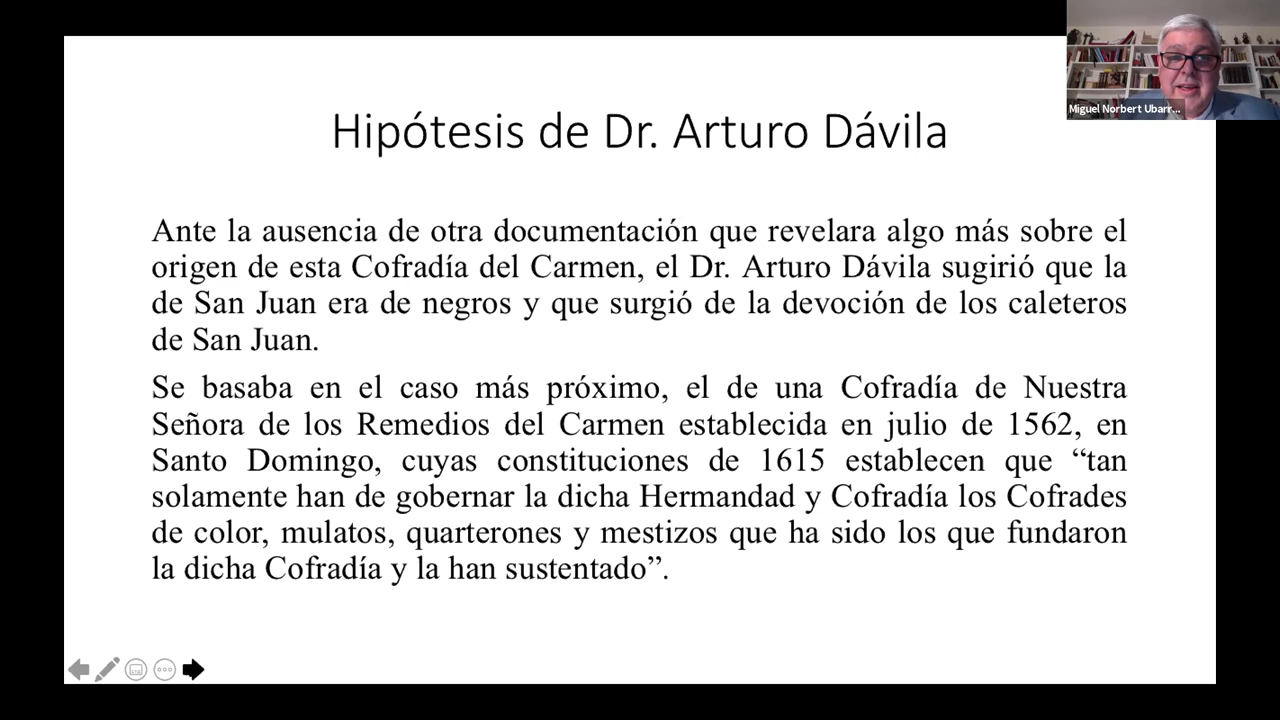 Miguel Norbert Ubarr...
Hipótesis de Dr. Arturo Dávila
Ante la ausencia de otra documentación que revelara algo más sobre el
origen de esta Cofradía del Carmen, el Dr. Arturo Dávila sugirió que la
de San Juan era de negros y que surgió de la devoción de los caleteros
de San Juan.
Se basaba en el caso más próximo, el de una Cofradía de Nuestra
Señora de los Remedios del Carmen establecida en julio de 1562, en
Santo Domingo, cuyas constituciones de 1615 establecen que “tan
solamente han de gobernar la dicha Hermandad y Cofradía los Cofrades
de color, mulatos, quarterones y mestizos que ha sido los que fundaron
la dicha Cofradía y la han sustentado”.